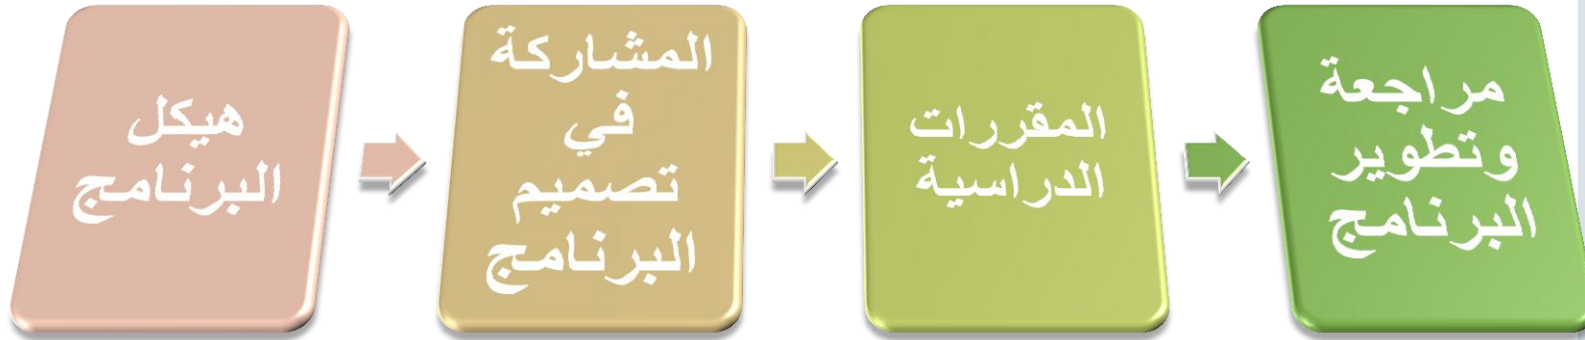 هيكل
البرنامج
المشاركة
في
تصميم
البرنامج
المقررات
الدراسية
مراجعة
وتطوير
البرنامج